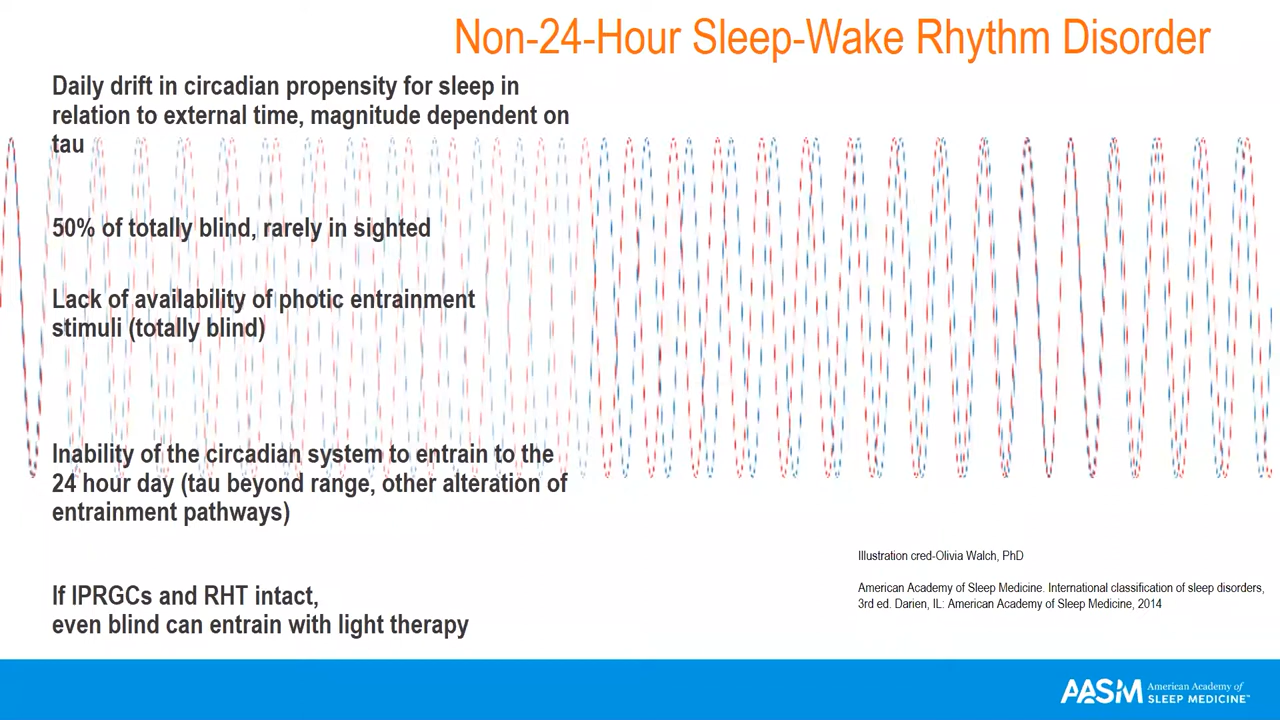 Non-24-Hour Sleep-Wake Rhythm Disorder
Daily drift in circadian propensity for sleep in
relation to external time, magnitude dependent on
tau
50% of totally blind, rarely in sighted
Lack of availability of photic entrainment
stimuli (totally blind)
Inability of the circadian system to entrain to the
24 hour day (tau beyond range, other alteration of
entrainment pathways)
If IPRGCs and RHT intact,
even blind can entrain with light therapy
Illustration cred-Olivia Walch, PhD
American Academy of Sleep Medicine. International classification of sleep disorders,
3rd ed. Darien, IL: American Academy of Sleep Medicine, 2014
AASM American Academy of
SLEEP MEDICINE™